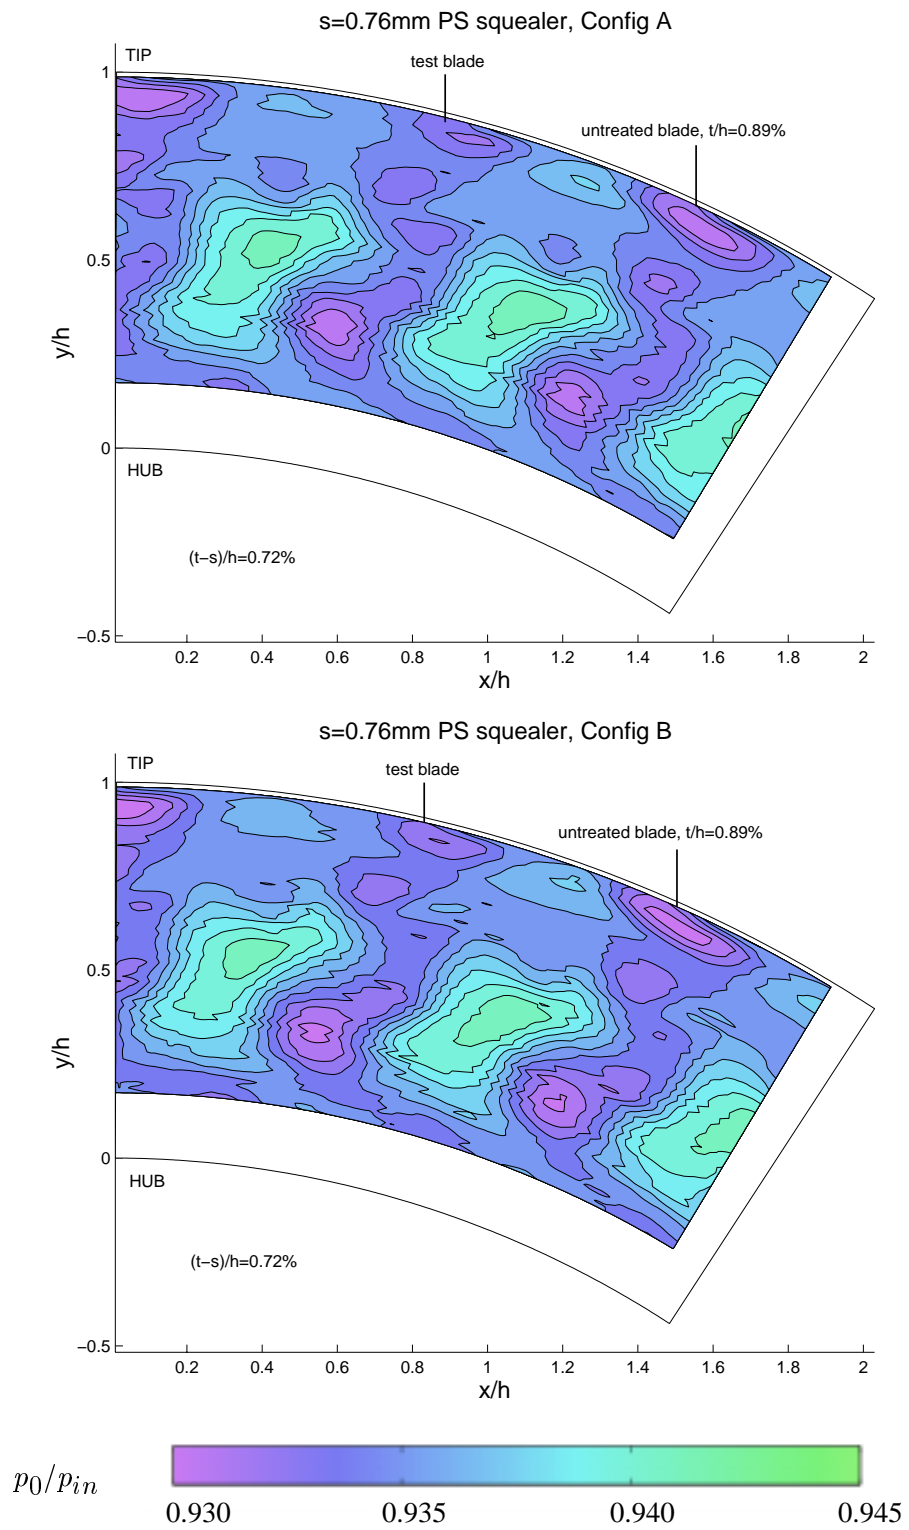 s=0.76mm PS squealer, Config A
TIP
test blade
untreated blade, t/h=0.89%
1
0.5
0
−0.5
y/h
HUB
(t−s)/h=0.72%
0.2 0.4 0.6 0.8 1 1.2 1.4 1.6 1.8 2
x/h
s=0.76mm PS squealer, Config B
TIP
test blade
untreated blade, t/h=0.89%
1
0.5
0
−0.5
y/h
HUB
(t−s)/h=0.72%
0.2 0.4 0.6 0.8 1 1.2 1.4 1.6 1.8 2
x/h
p0/pin
0.930 0.935 0.940 0.945